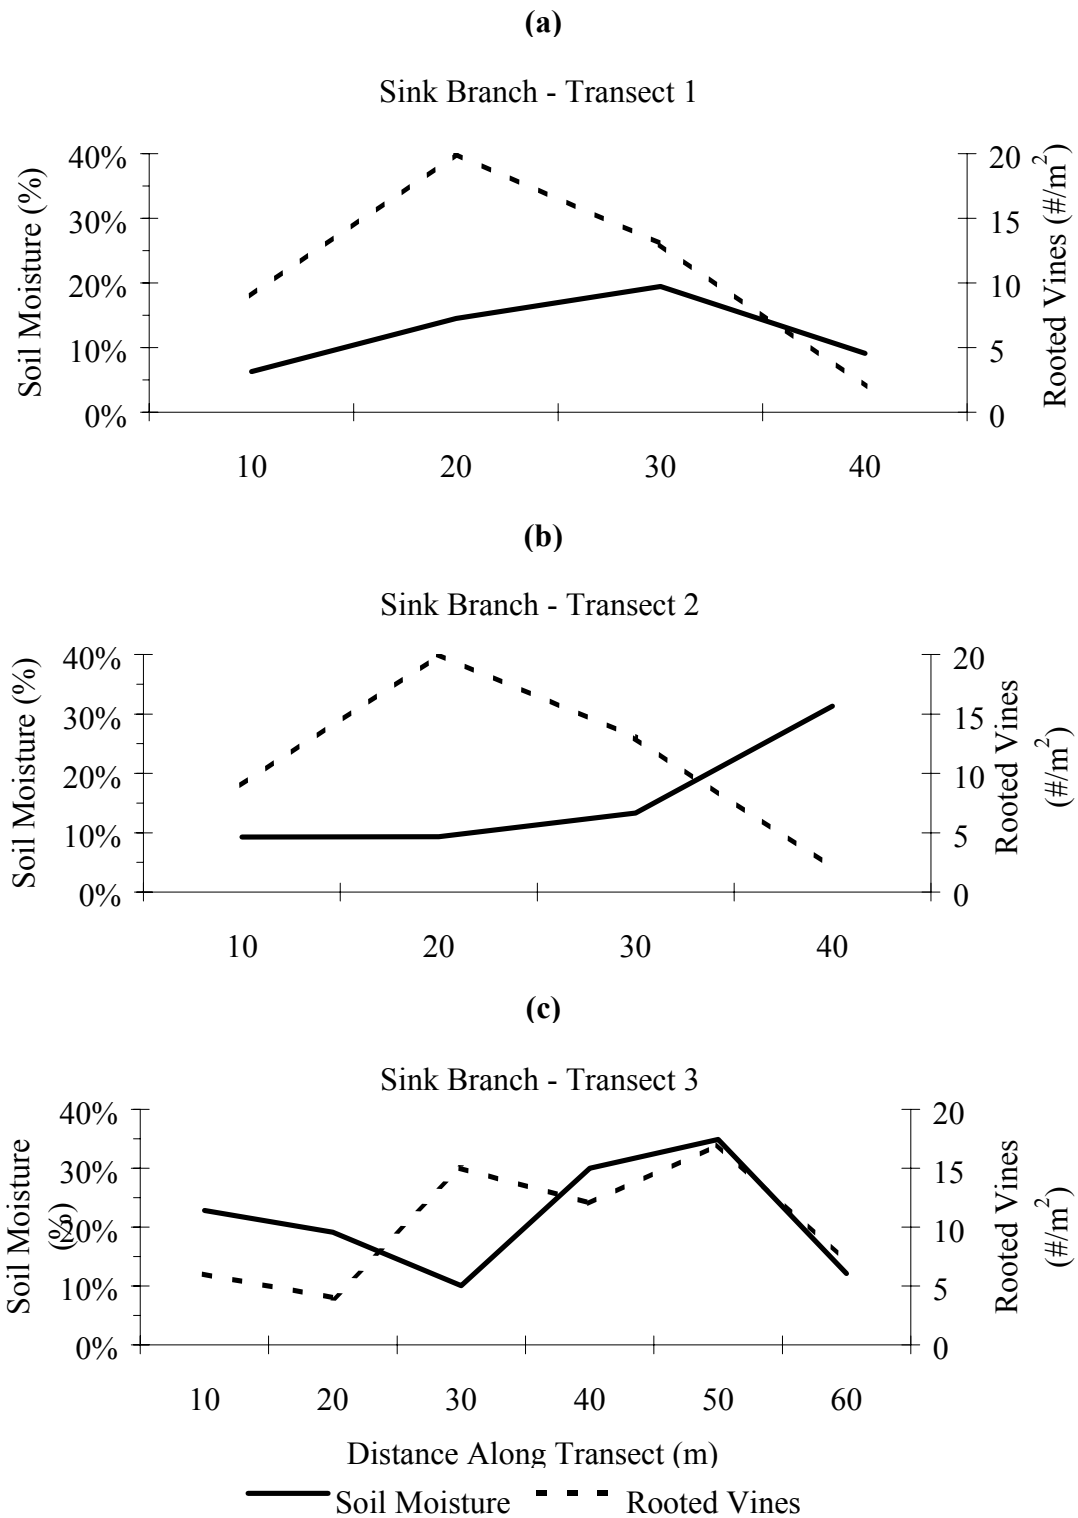 (a)
Sink Branch - Transect 1
Soil Moisture (%)
40%
30%
20%
10%
0%
20
15
10
5
0
Rooted Vines (#/m²)
10 20 30 40
(b)
Sink Branch - Transect 2
Soil Moisture (%)
40%
30%
20%
10%
0%
20
15
10
5
0
Rooted Vines
(#/m²)
10 20 30 40
(c)
Sink Branch - Transect 3
Soil Moisture
(%)
40%
30%
20%
10%
0%
20
15
10
5
0
Rooted Vines
(#/m²)
10 20 30 40 50 60
Distance Along Transect (m)
Soil Moisture Rooted Vines